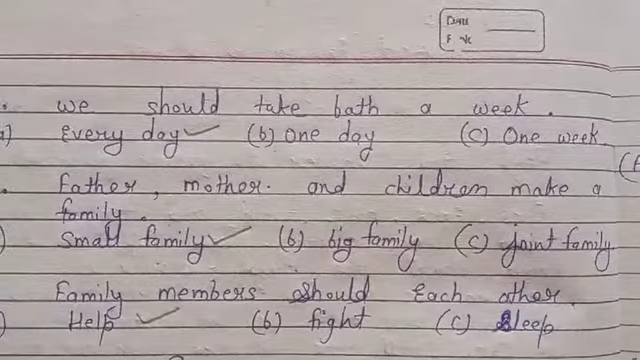 Date
. we should take bath a week.
a) Every day ✓ (b) One day (c) One week
. Father, mother. and children make a
family.
) Small family ✓ (b) big family (c) joint family
Family members should each other.
) Help ✓ (b) fight (c) sleep